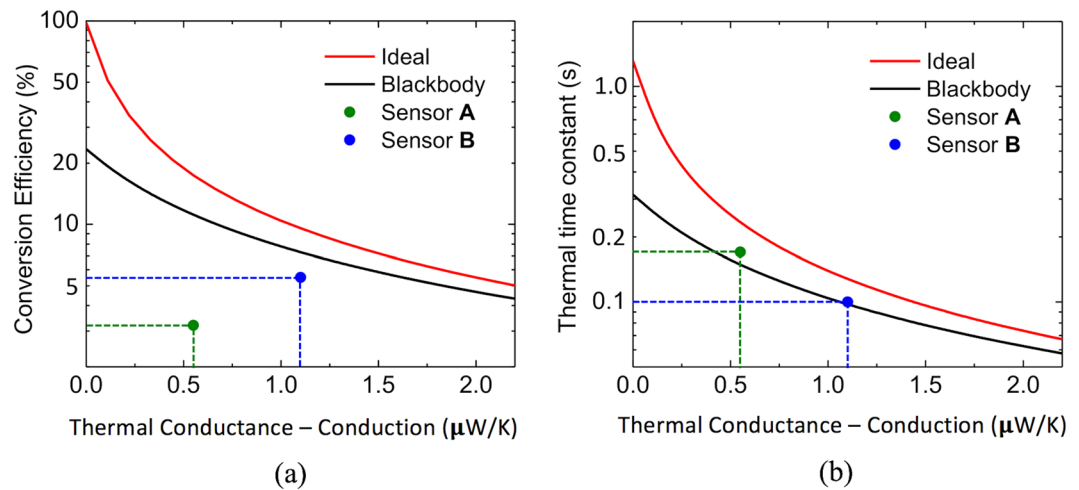 100
50
20
10
5
Conversion Efficiency (%)
Ideal
Blackbody
Sensor A
Sensor B
0.0 0.5 1.0 1.5 2.0
Thermal Conductance – Conduction (μW/K)
(a)
1.0
0.5
0.2
0.1
Thermal time constant (s)
Ideal
Blackbody
Sensor A
Sensor B
0.0 0.5 1.0 1.5 2.0
Thermal Conductance – Conduction (μW/K)
(b)